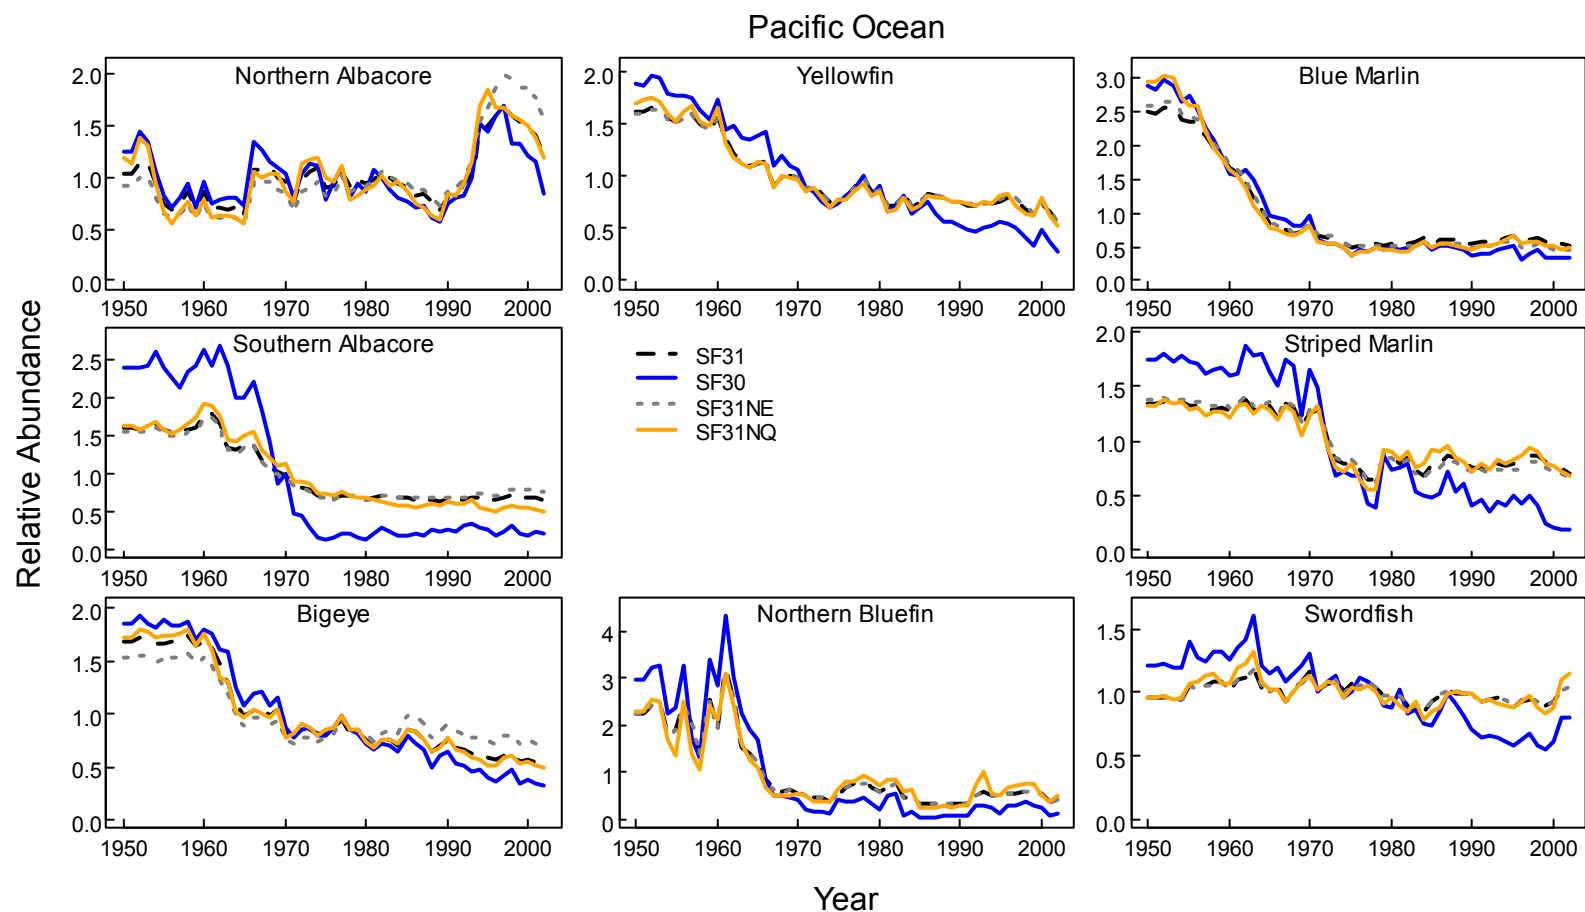 Pacific Ocean
Relative Abundance
Northern Albacore
2.0
1.5
1.0
0.5
0.0
1950 1960 1970 1980 1990 2000
Yellowfin
2.0
1.5
1.0
0.5
0.0
1950 1960 1970 1980 1990 2000
Blue Marlin
3.0
2.5
2.0
1.5
1.0
0.5
0.0
1950 1960 1970 1980 1990 2000
Southern Albacore
2.5
2.0
1.5
1.0
0.5
0.0
1950 1960 1970 1980 1990 2000
SF31
SF30
SF31NE
SF31NQ
Striped Marlin
2.0
1.5
1.0
0.5
0.0
1950 1960 1970 1980 1990 2000
Bigeye
2.0
1.5
1.0
0.5
0.0
1950 1960 1970 1980 1990 2000
Northern Bluefin
4
3
2
1
0
1950 1960 1970 1980 1990 2000
Swordfish
1.5
1.0
0.5
0.0
1950 1960 1970 1980 1990 2000
Year